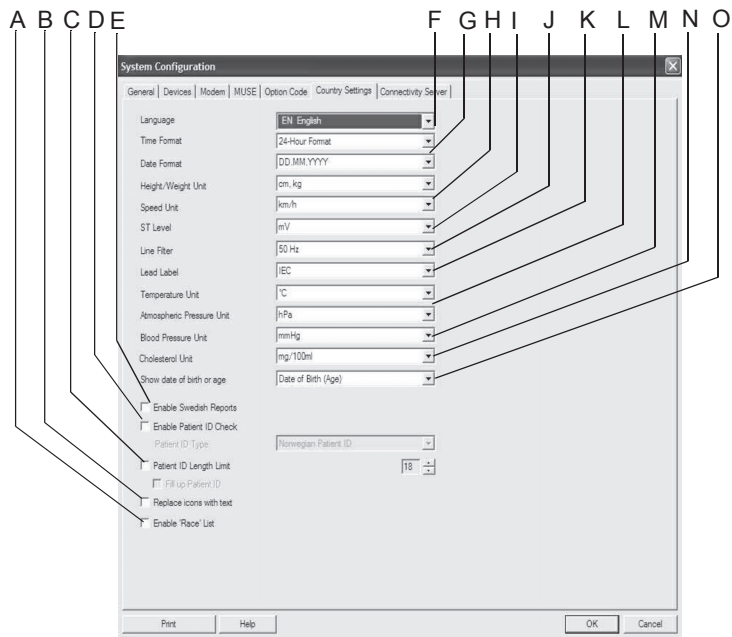 A B C D E F G H I J K L M N O
System Configuration
General Devices Modem MUSE Option Code Country Settings Connectivity Server
Language EN English
Time Format 24-Hour Format
Date Format DD.MM.YYYY
Height/Weight Unit cm, kg
Speed Unit km/h
ST Level mV
Line Filter 50 Hz
Lead Label IEC
Temperature Unit °C
Atmospheric Pressure Unit hPa
Blood Pressure Unit mmHg
Cholesterol Unit mg/100ml
Show date of birth or age Date of Birth (Age)
Enable Swedish Reports
Enable Patient ID Check
Patient ID Type Norwegian Patient ID
Patient ID Length Limit 18
Fill up Patient ID
Replace icons with text
Enable 'Race' List
Print Help OK Cancel